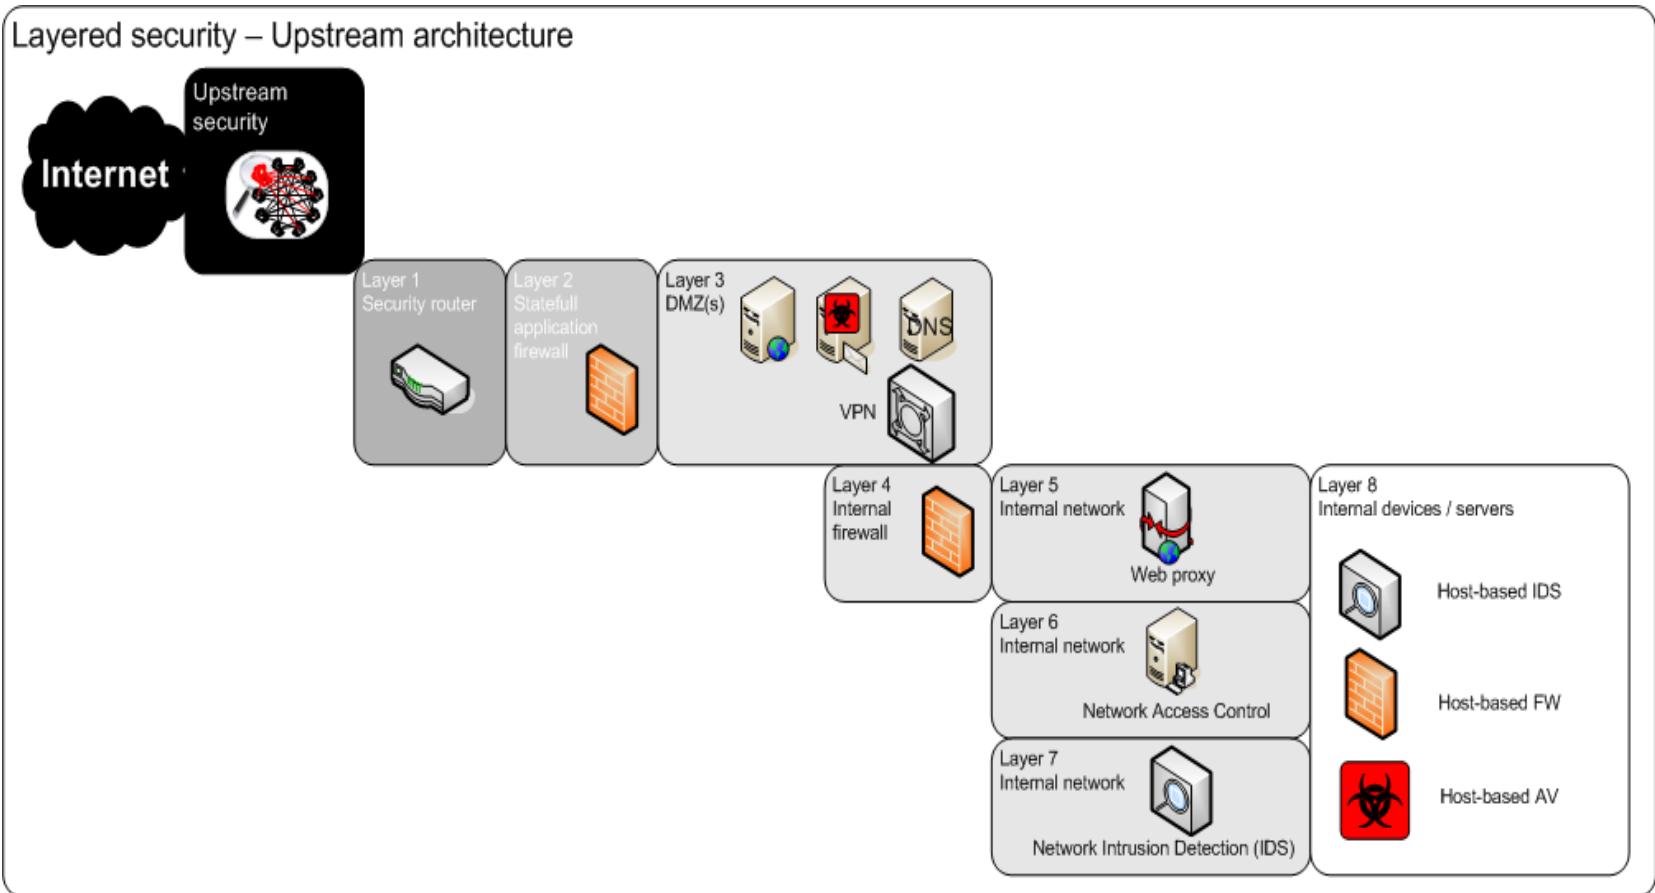 Layered security – Upstream architecture
Upstream
security
Internet
Layer 1
Security router
Layer 2
Statefull
application
firewall
Layer 3
DMZ(s)
DNS
VPN
Layer 4
Internal
firewall
Layer 5
Internal network
Web proxy
Layer 6
Internal network
Network Access Control
Layer 7
Internal network
Network Intrusion Detection (IDS)
Layer 8
Internal devices / servers
Host-based IDS
Host-based FW
Host-based AV